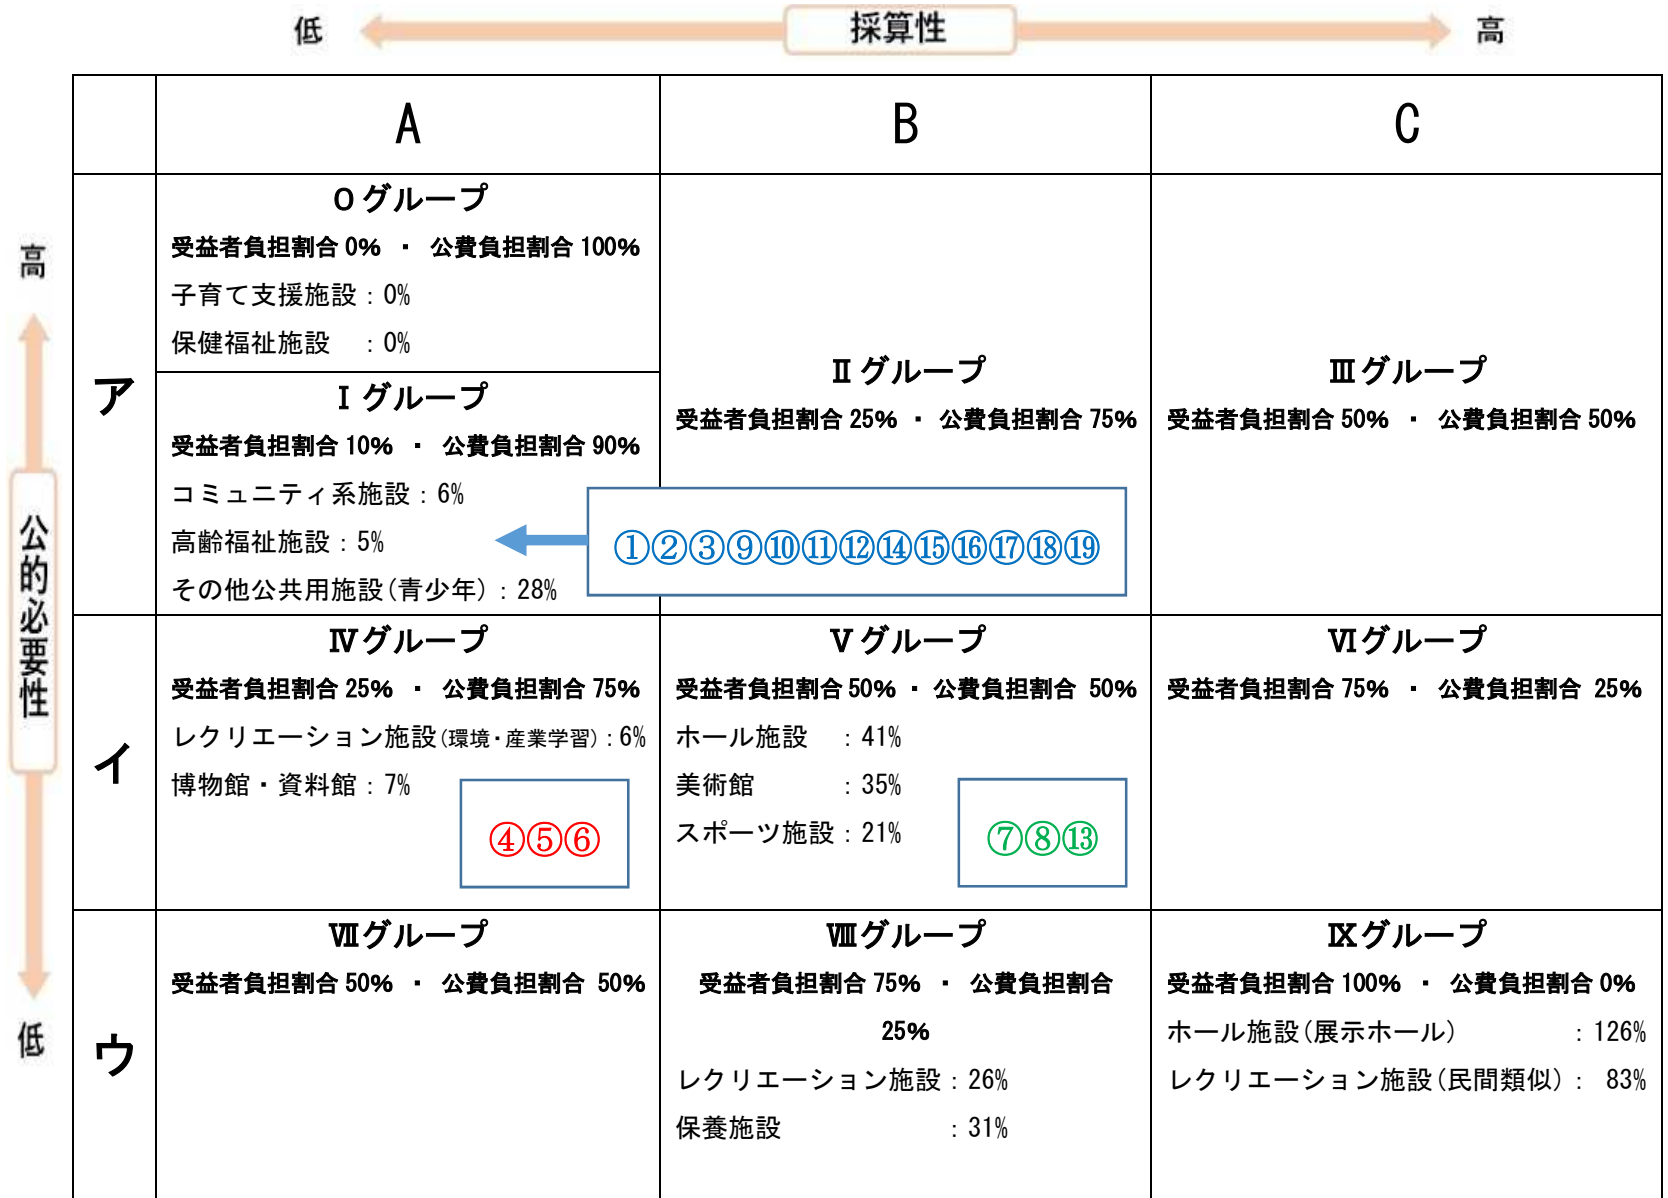 低 採算性 高
A B C
高
公的必要性
低
ア
0グループ
受益者負担割合 0% ・ 公費負担割合 100%
子育て支援施設：0%
保健福祉施設　：0%
Ⅰグループ
受益者負担割合 10% ・ 公費負担割合 90%
コミュニティ系施設：6%
高齢福祉施設：5%
その他公共用施設(青少年)：28%
①②③⑨⑩⑪⑫⑭⑮⑯⑰⑱⑲
Ⅱグループ
受益者負担割合 25% ・ 公費負担割合 75%
Ⅲグループ
受益者負担割合 50% ・ 公費負担割合 50%
イ
Ⅳグループ
受益者負担割合 25% ・ 公費負担割合 75%
レクリエーション施設(環境・産業学習)：6%
博物館・資料館：7%
④⑤⑥
Ⅴグループ
受益者負担割合 50% ・ 公費負担割合 50%
ホール施設　：41%
美術館　　　：35%
スポーツ施設：21%
⑦⑧⑬
Ⅵグループ
受益者負担割合 75% ・ 公費負担割合 25%
ウ
Ⅶグループ
受益者負担割合 50% ・ 公費負担割合 50%
Ⅷグループ
受益者負担割合 75% ・ 公費負担割合
25%
レクリエーション施設：26%
保養施設　　　　　　：31%
Ⅸグループ
受益者負担割合 100% ・ 公費負担割合 0%
ホール施設(展示ホール)　　　　：126%
レクリエーション施設(民間類似)： 83%